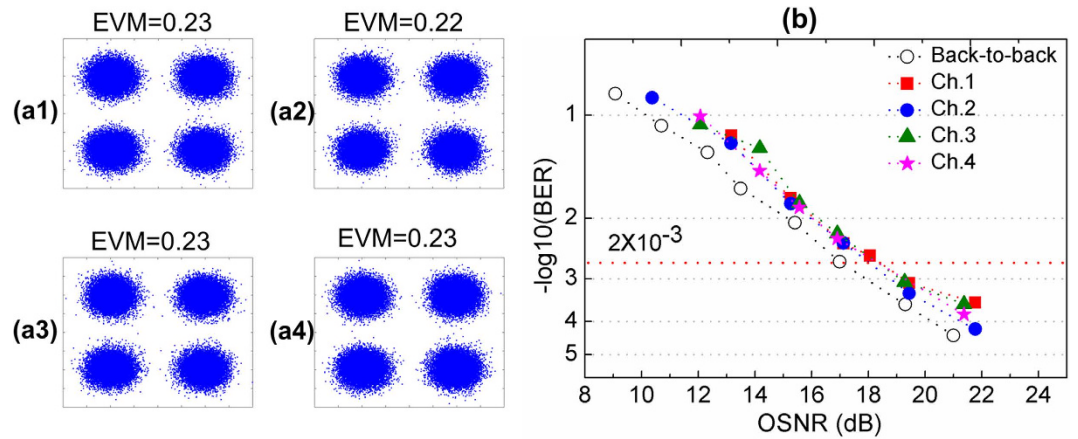 EVM=0.23
(a1)
EVM=0.22
(a2)
EVM=0.23
(a3)
EVM=0.23
(a4)
(b)
Back-to-back
Ch.1
Ch.2
Ch.3
Ch.4
2X10-3
-log10(BER)
1
2
3
4
5
8 10 12 14 16 18 20 22 24
OSNR (dB)